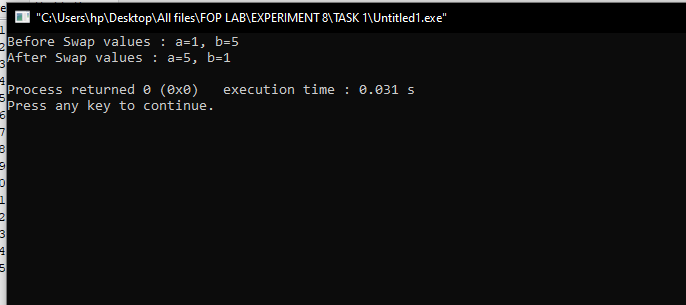 "C:\Users\hp\Desktop\All files\FOP LAB\EXPERIMENT 8\TASK 1\Untitled1.exe"
Before Swap values : a=1, b=5
After Swap values : a=5, b=1
Process returned 0 (0x0)   execution time : 0.031 s
Press any key to continue.